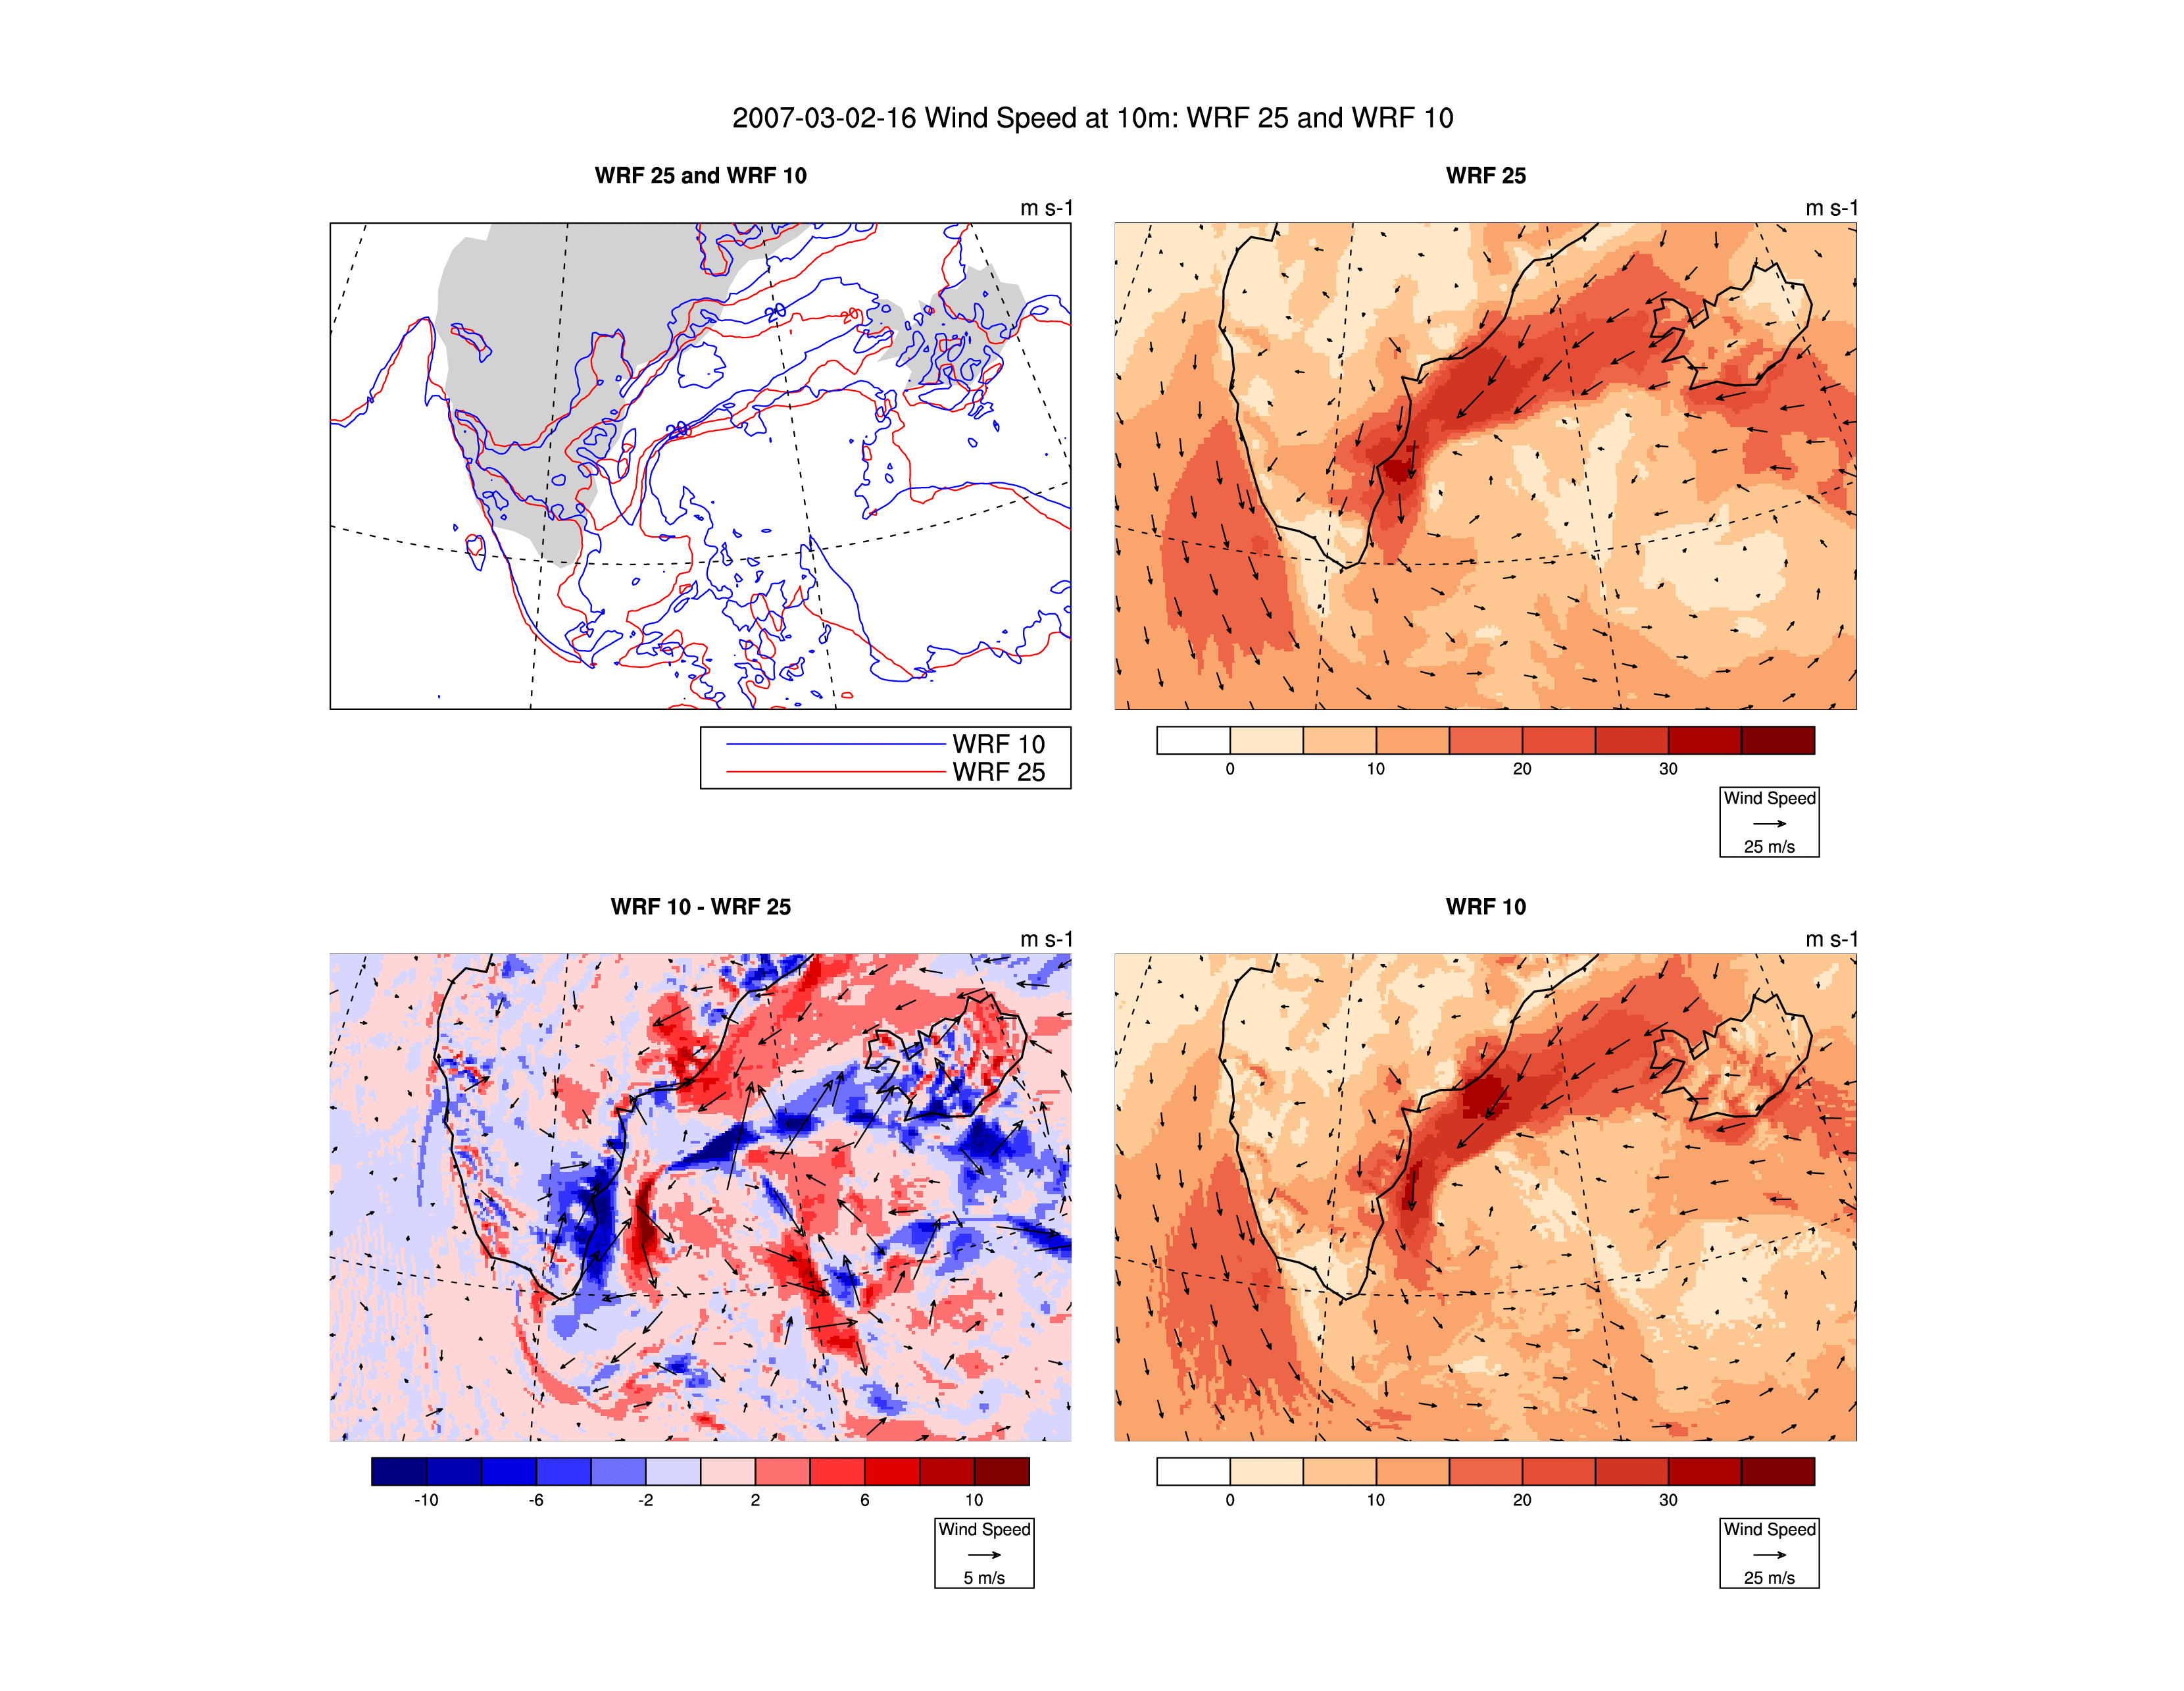 2007-03-02-16 Wind Speed at 10m: WRF 25 and WRF 10
WRF 25 and WRF 10
m s-1
20
20
20
WRF 10
WRF 25
WRF 25
m s-1
0 10 20 30
Wind Speed
25 m/s
WRF 10 - WRF 25
m s-1
-10 -6 -2 2 6 10
Wind Speed
5 m/s
WRF 10
m s-1
0 10 20 30
Wind Speed
25 m/s